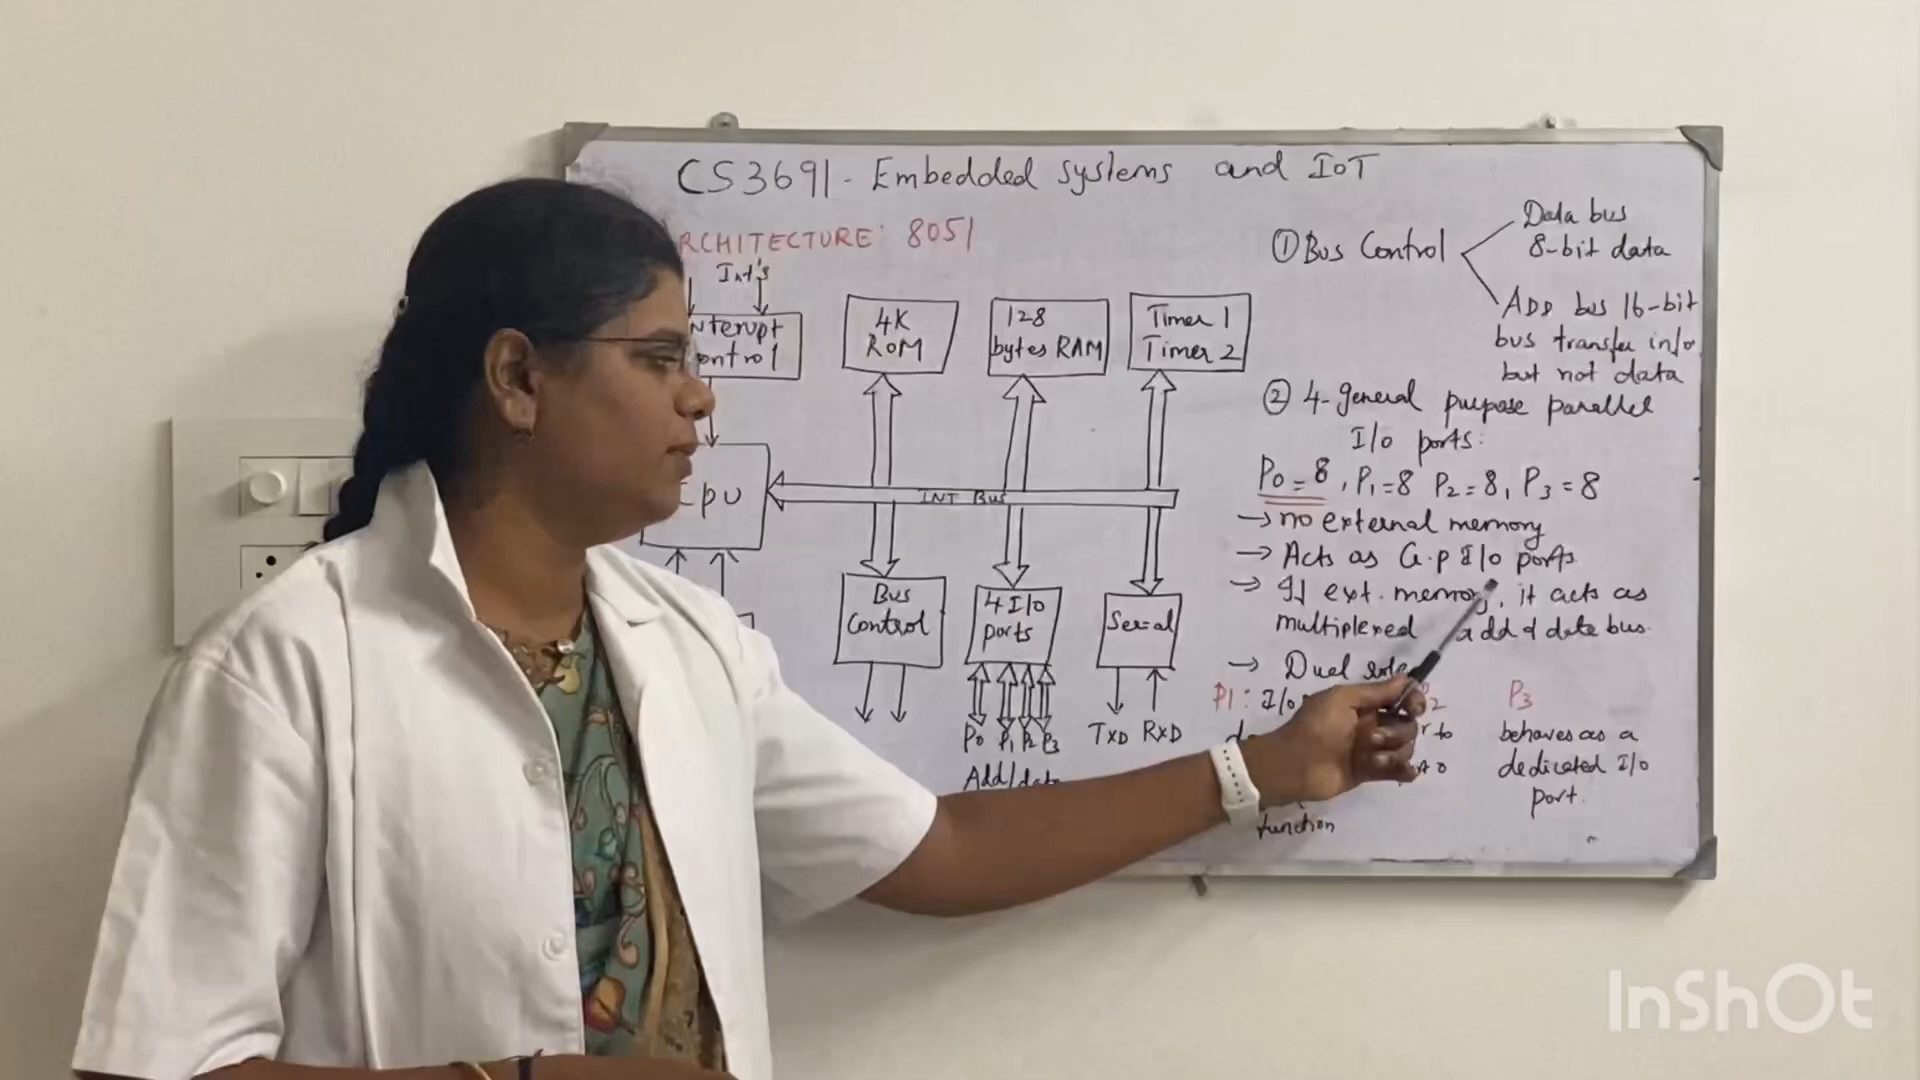 CS3691 - Embedded systems and IoT
RCHITECTURE: 8051
Int's
nterupt
ontrol
4K
ROM
128
bytes RAM
Timer 1
Timer 2
cpu
INT Bus
Bus
Control
4 I/O
ports
Serial
P0 P1 P2 P3
Add/data
TXD RXD
① Bus Control
Data bus
8-bit data
ADD bus 16-bit
bus transfer info
but not data
② 4-general purpose parallel
I/O ports:
P0 = 8, P1 = 8 P2 = 8, P3 = 8
→ no external memory
→ Acts as G.P I/O ports
→ If ext. memory, it acts as
multiplexed add & date bus.
→ Dual
P1: I/O
function
P3
behaves as a
dedicated I/O
port.
InShOt